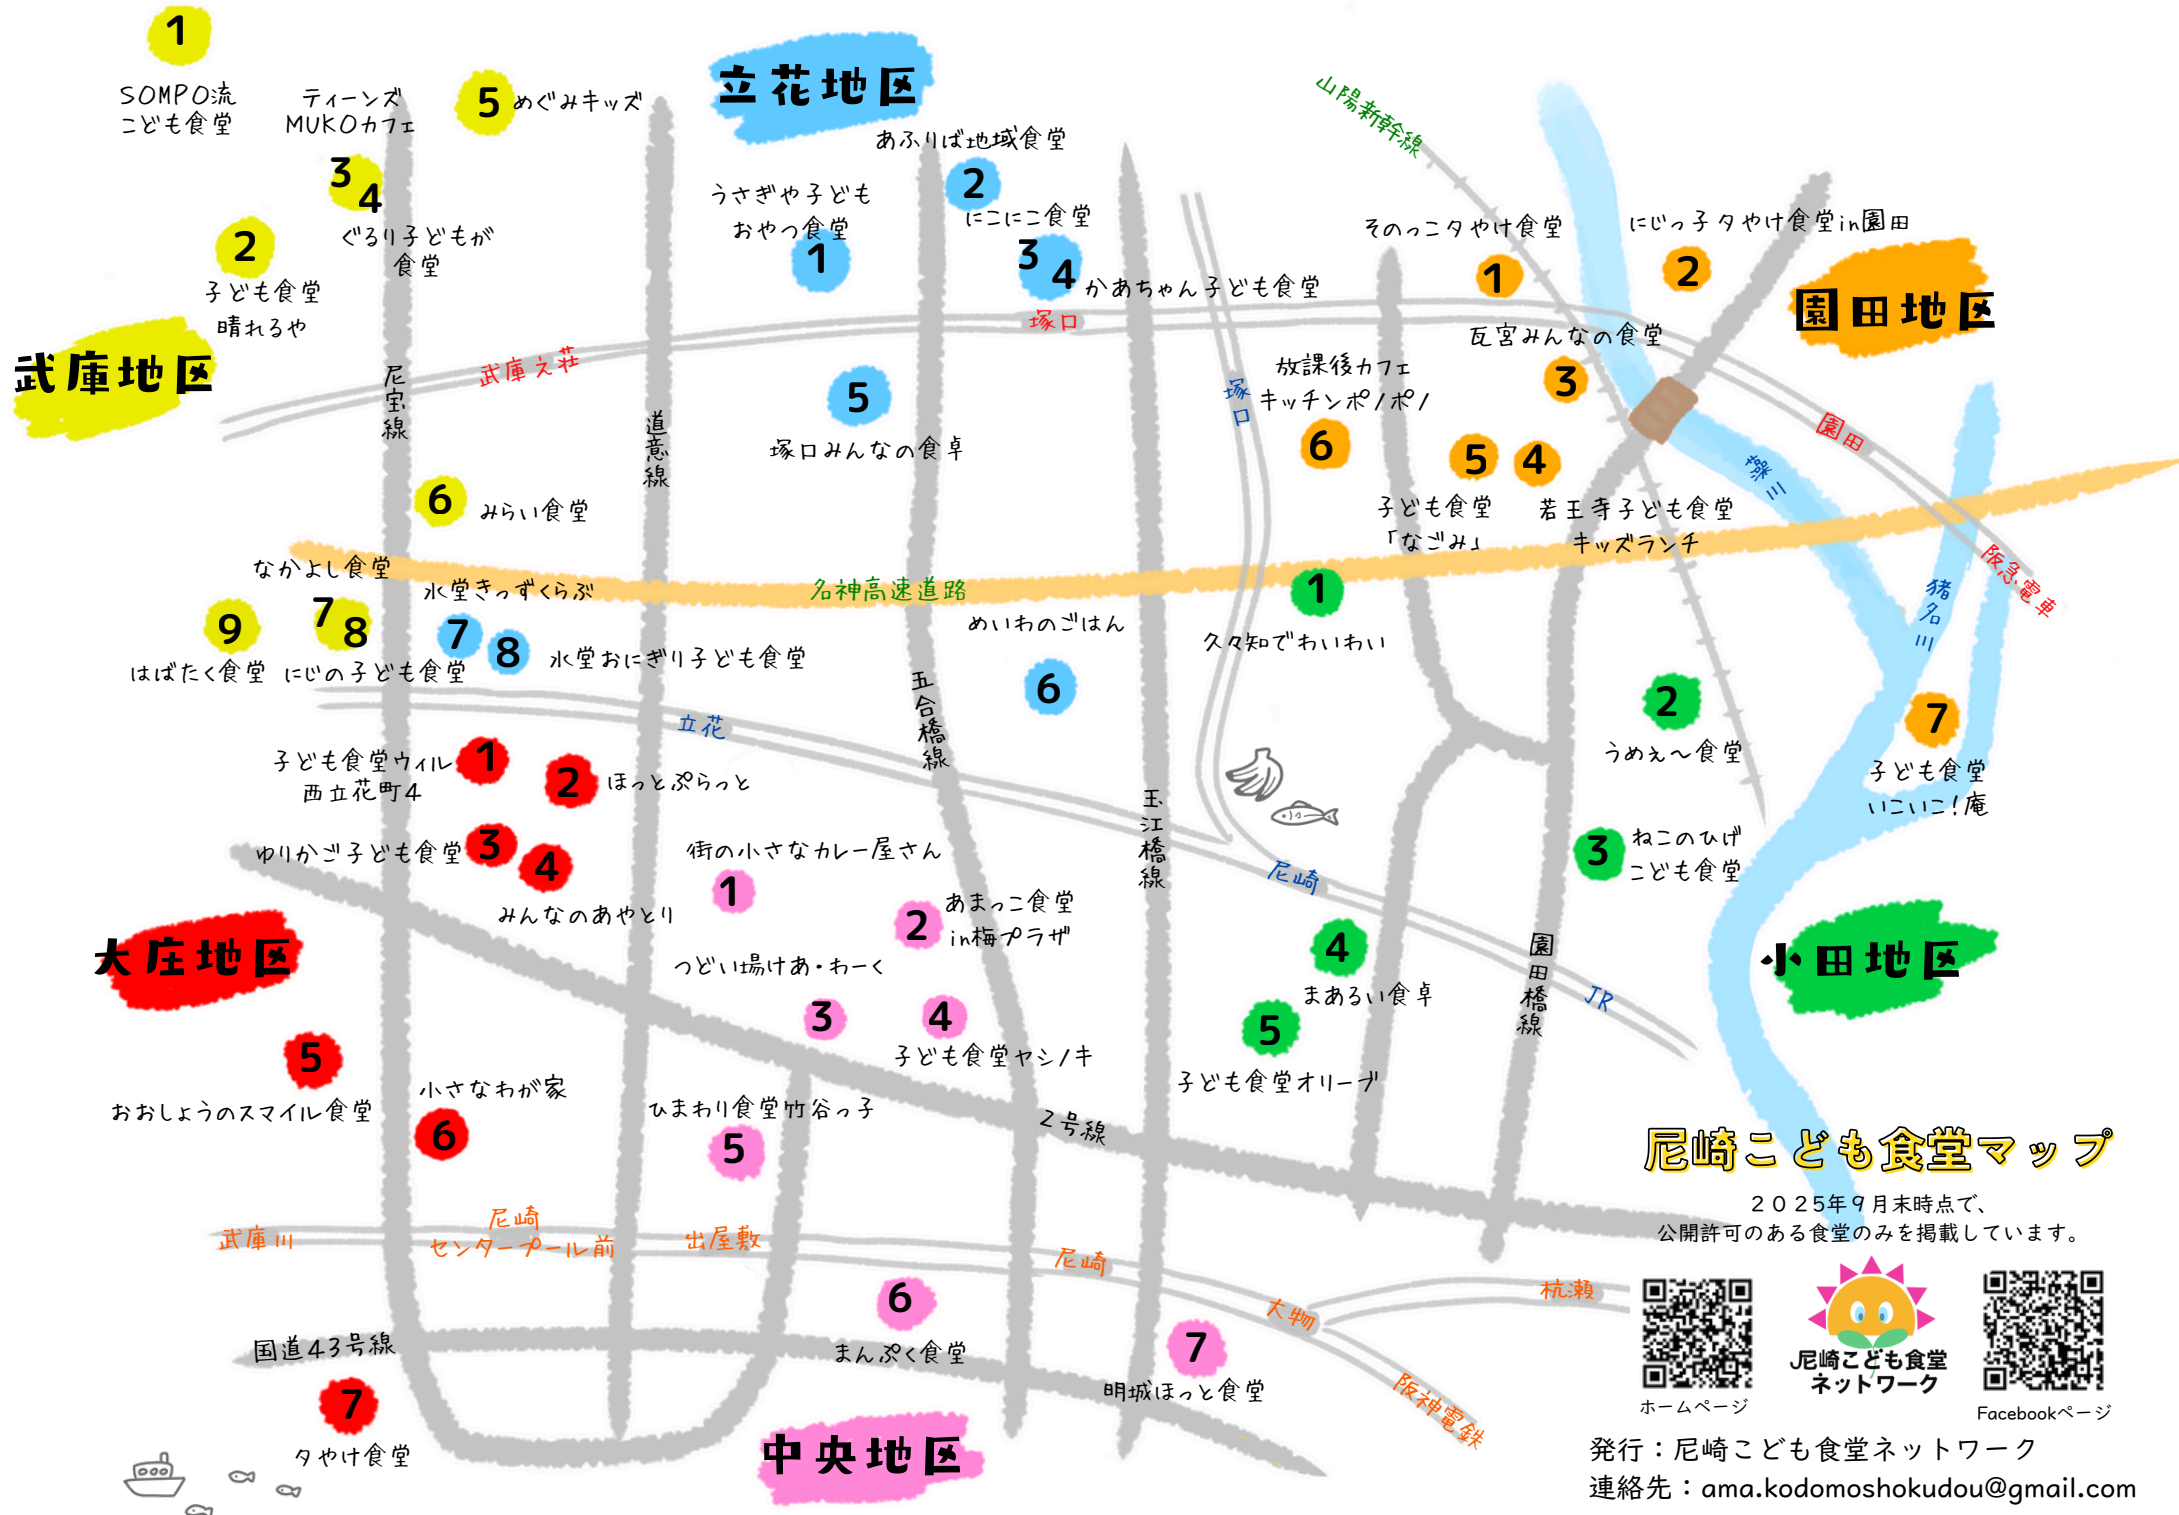 1
SOMPO流
こども食堂
ティーンズ
MUKOカフェ
5 めぐみキッズ
3
4
ぐるり子どもが
食堂
2
子ども食堂
晴れるや
武庫地区
武庫之荘
尼宝線
道意線
6 みらい食堂
なかよし食堂
9
7
8
はばたく食堂
にじの子ども食堂
立花地区
あふりば地域食堂
2
うさぎや子ども
おやつ食堂
1
にこにこ食堂
3
4
かあちゃん子ども食堂
塚口
5
塚口みんなの食卓
水堂きっずくらぶ
7
8
水堂おにぎり子ども食堂
名神高速道路
めいわのごはん
6
五合橋線
立花
山陽新幹線
そのっこ夕やけ食堂
1
にじっ子夕やけ食堂in園田
2
園田地区
瓦宮みんなの食堂
3
放課後カフェ
キッチンポノポノ
6
塚口
5
4
子ども食堂
「なごみ」
若王寺子ども食堂
キッズランチ
園田
藻川
阪急電車
猪名川
7
子ども食堂
いこいこ!庵
1
久々知でわいわい
2
うめぇ〜食堂
3
ねこのひげ
こども食堂
小田地区
玉江橋線
尼崎
4
まあるい食卓
5
子ども食堂オリーブ
園田橋線
JR
子ども食堂ウィル
西立花町4
1
2
ほっとぷらっと
ゆりかご子ども食堂
3
4
みんなのあやとり
大庄地区
5
おおしょうのスマイル食堂
小さなわが家
6
街の小さなカレー屋さん
1
2
あまっこ食堂
in梅プラザ
つどい場けあ・わーく
3
4
子ども食堂ヤシノキ
ひまわり食堂竹谷っ子
5
2号線
武庫川
尼崎
センタープール前
出屋敷
尼崎
大物
杭瀬
阪神電鉄
6
まんぷく食堂
7
明城ほっと食堂
国道43号線
7
夕やけ食堂
中央地区
尼崎こども食堂マップ
2025年9月末時点で、
公開許可のある食堂のみを掲載しています。
尼崎こども食堂
ネットワーク
ホームページ
Facebookページ
発行：尼崎こども食堂ネットワーク
連絡先：ama.kodomoshokudou@gmail.com